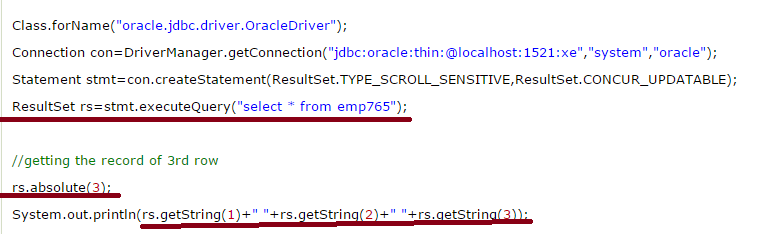 Class.forName("oracle.jdbc.driver.OracleDriver");
Connection con=DriverManager.getConnection("jdbc:oracle:thin:@localhost:1521:xe","system","oracle");
Statement stmt=con.createStatement(ResultSet.TYPE_SCROLL_SENSITIVE,ResultSet.CONCUR_UPDATABLE);
ResultSet rs=stmt.executeQuery("select * from emp765");
//getting the record of 3rd row
rs.absolute(3);
System.out.println(rs.getString(1)+" "+rs.getString(2)+" "+rs.getString(3));